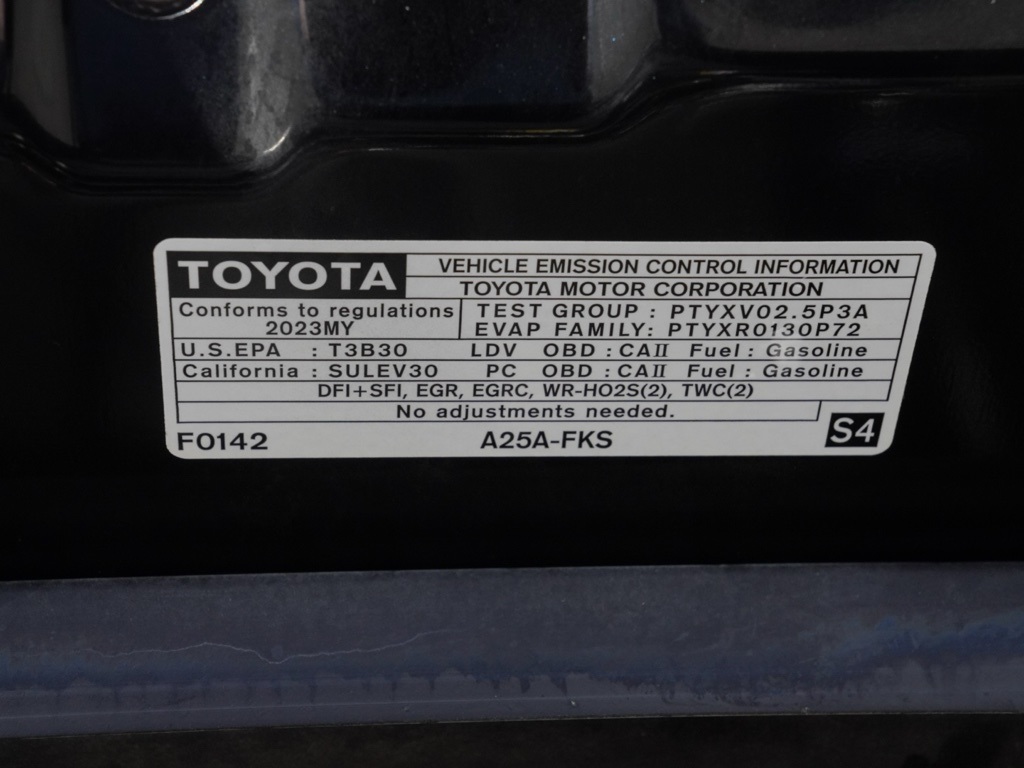 TOYOTA VEHICLE EMISSION CONTROL INFORMATION
TOYOTA MOTOR CORPORATION
Conforms to regulations TEST GROUP : PTYXV02.5P3A
2023MY EVAP FAMILY: PTYXR0130P72
U.S.EPA : T3B30 LDV OBD : CAII Fuel : Gasoline
California : SULEV30 PC OBD : CAII Fuel : Gasoline
DFI+SFI, EGR, EGRC, WR-HO2S(2), TWC(2)
No adjustments needed.
F0142 A25A-FKS S4